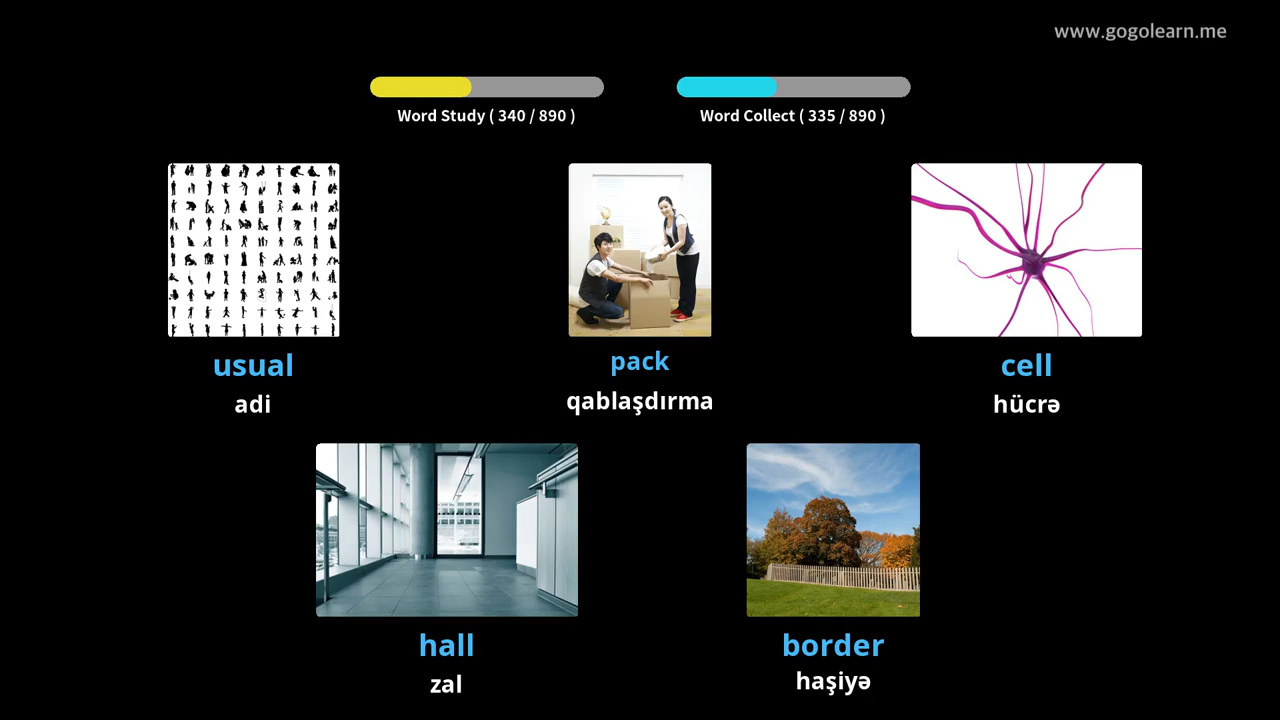 www.gogolearn.me
Word Study ( 340 / 890 )
Word Collect ( 335 / 890 )
usual
adi
pack
qablaşdırma
cell
hücrə
hall
zal
border
haşiyə